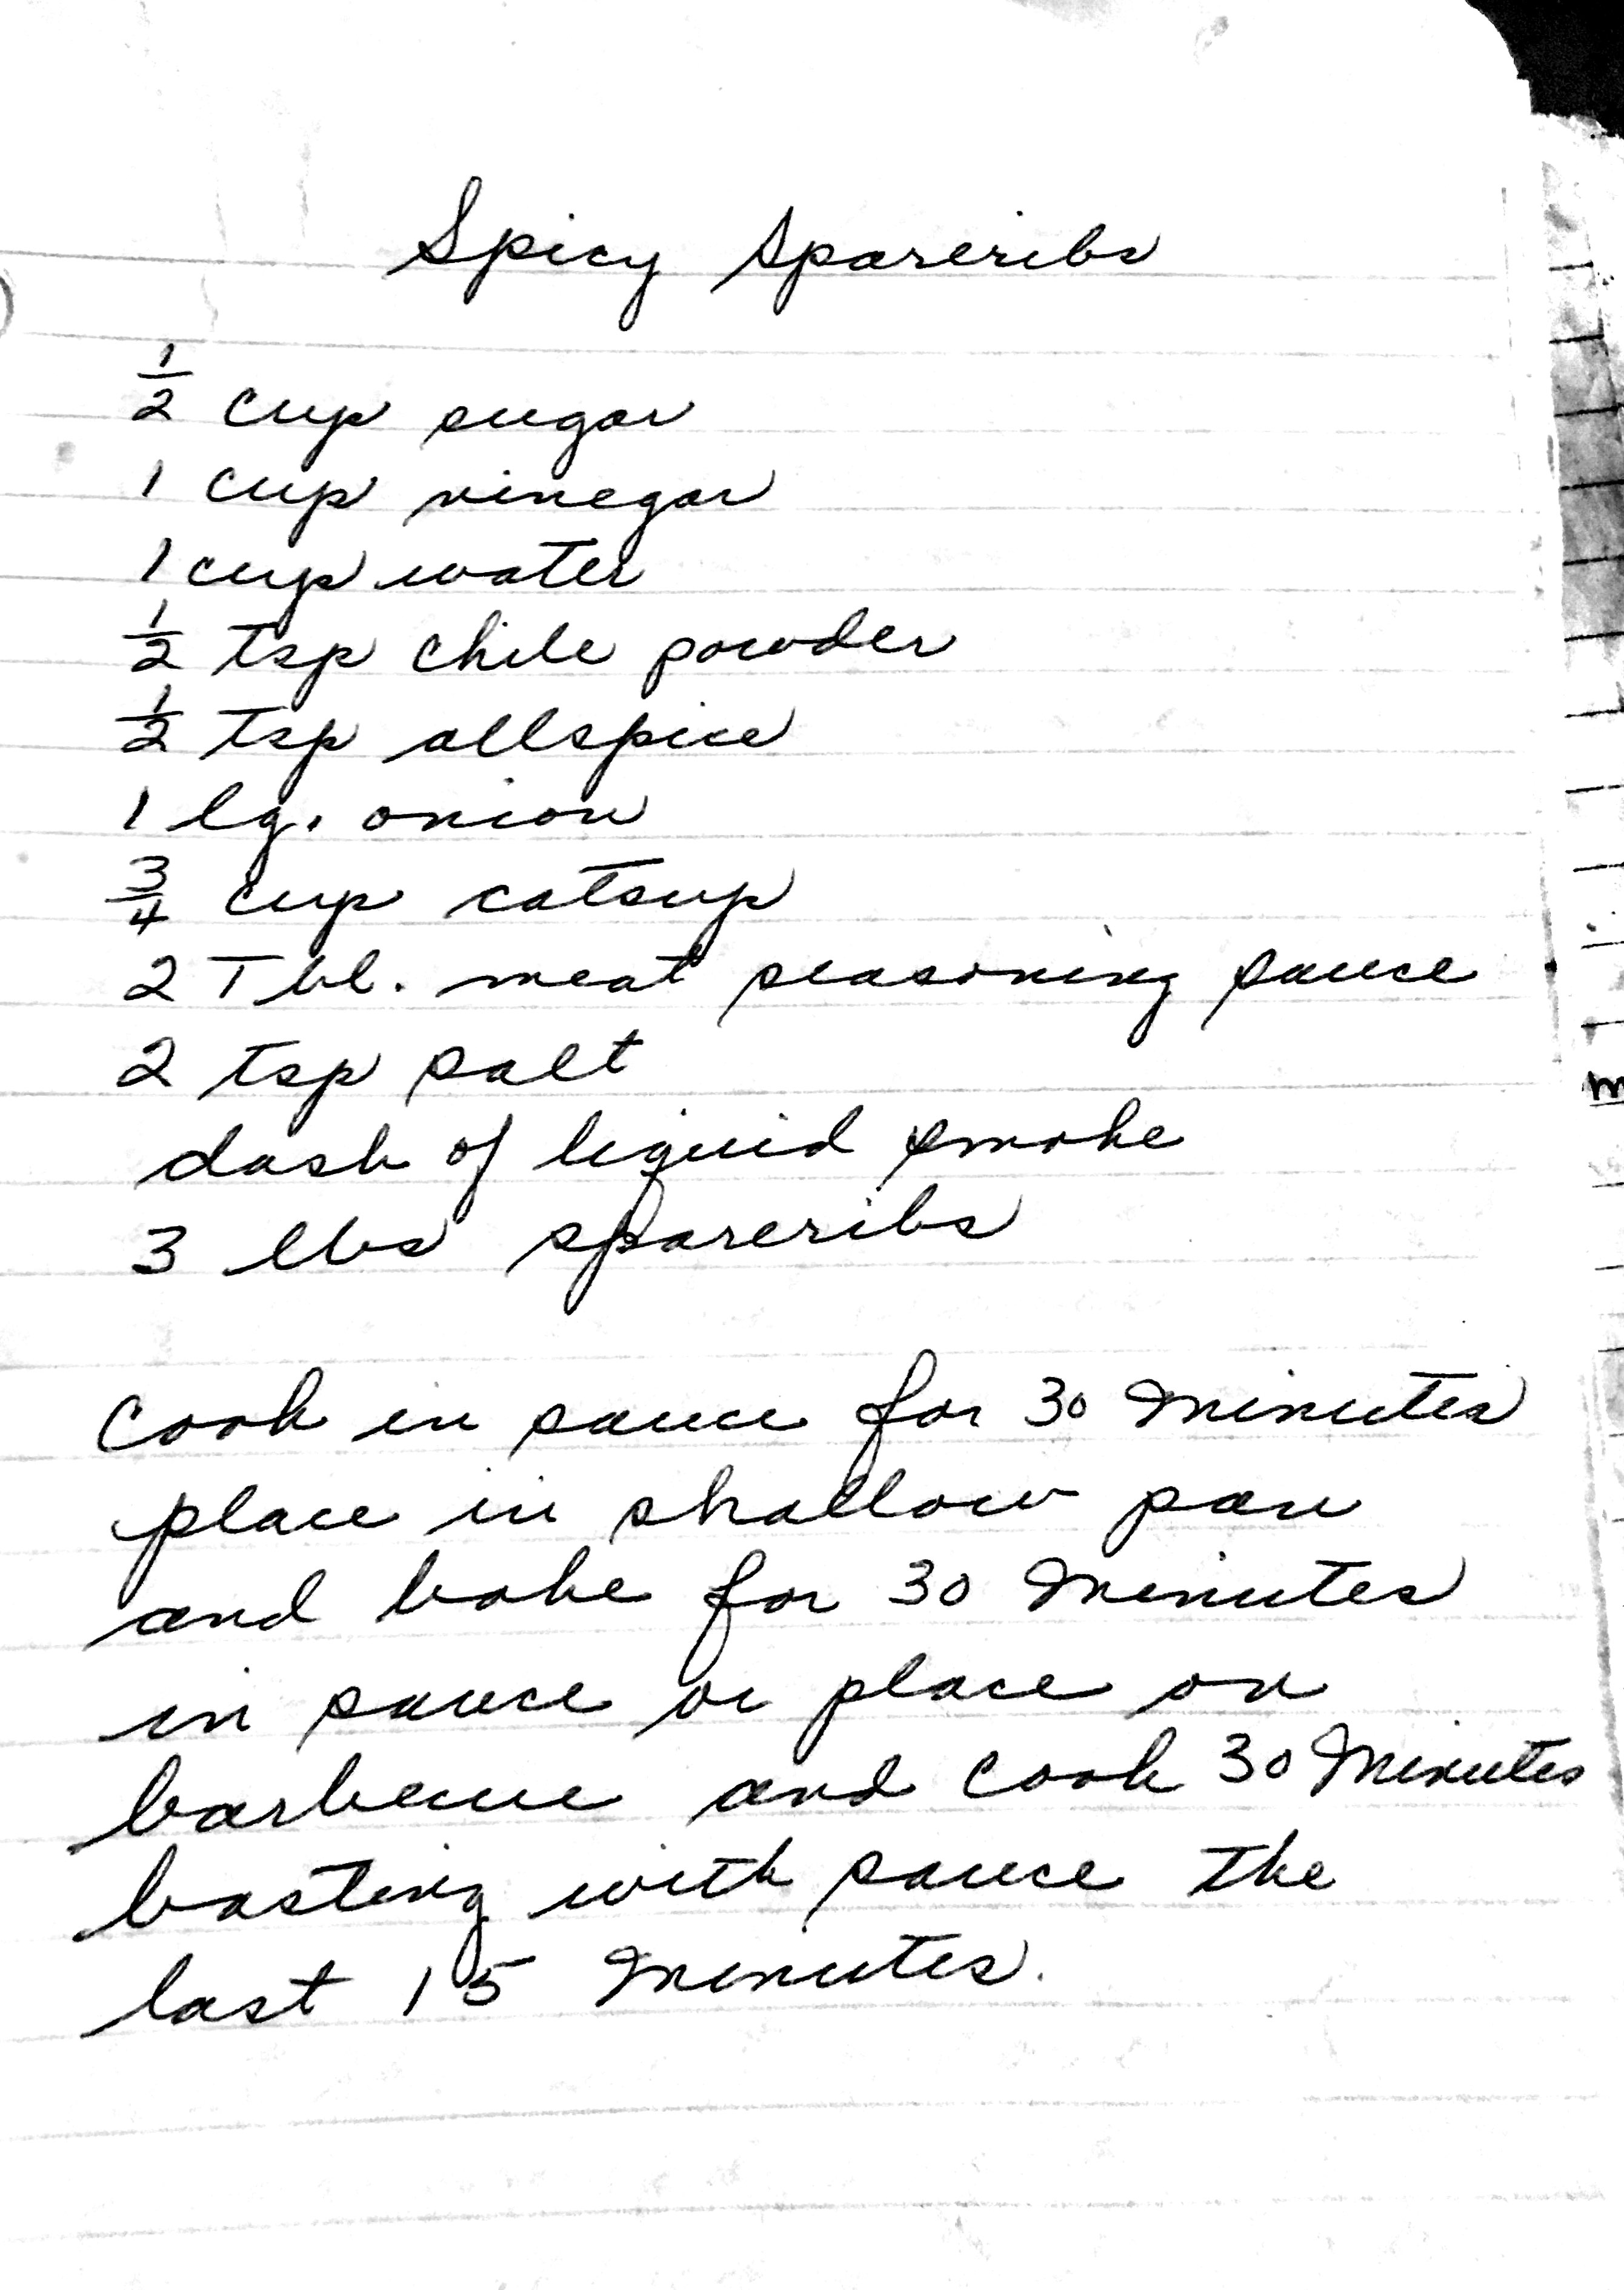 Spicy Spareribs
1/2 cup sugar
1 cup vinegar
1 cup water
1/2 tsp chile powder
1/2 tsp allspice
1 lg. onion
3/4 cup catsup
2 Tbl. meat seasoning sauce
2 tsp salt
dash of liquid smoke
3 lbs spareribs
Cook in sauce for 30 Minutes
place in shallow pan
and bake for 30 Minutes
in sauce or place on
barbecue and cook 30 Minutes
basting with sauce the
last 15 Minutes.
m